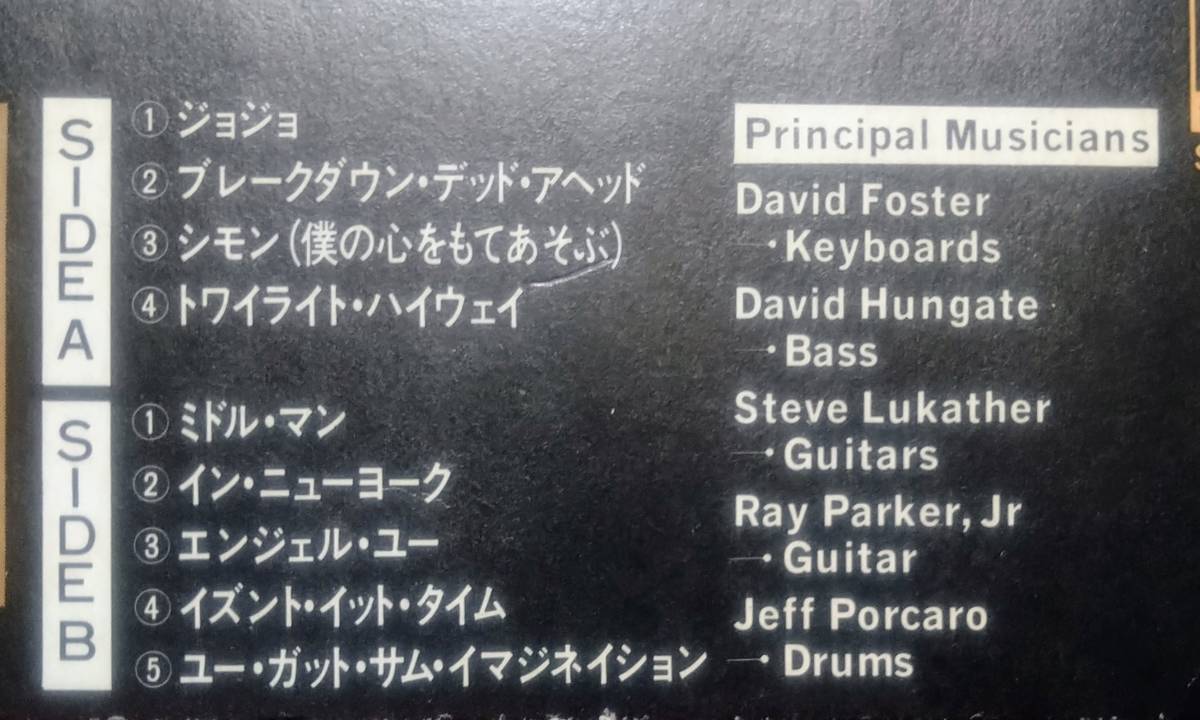 SIDE A
① ジョジョ
② ブレークダウン・デッド・アヘッド
③ シモン(僕の心をもてあそぶ)
④ トワイライト・ハイウェイ
SIDE B
① ミドル・マン
② イン・ニューヨーク
③ エンジェル・ユー
④ イズント・イット・タイム
⑤ ユー・ガット・サム・イマジネイション
Principal Musicians
David Foster
—・Keyboards
David Hungate
—・Bass
Steve Lukather
—・Guitars
Ray Parker, Jr
—・Guitar
Jeff Porcaro
—・Drums